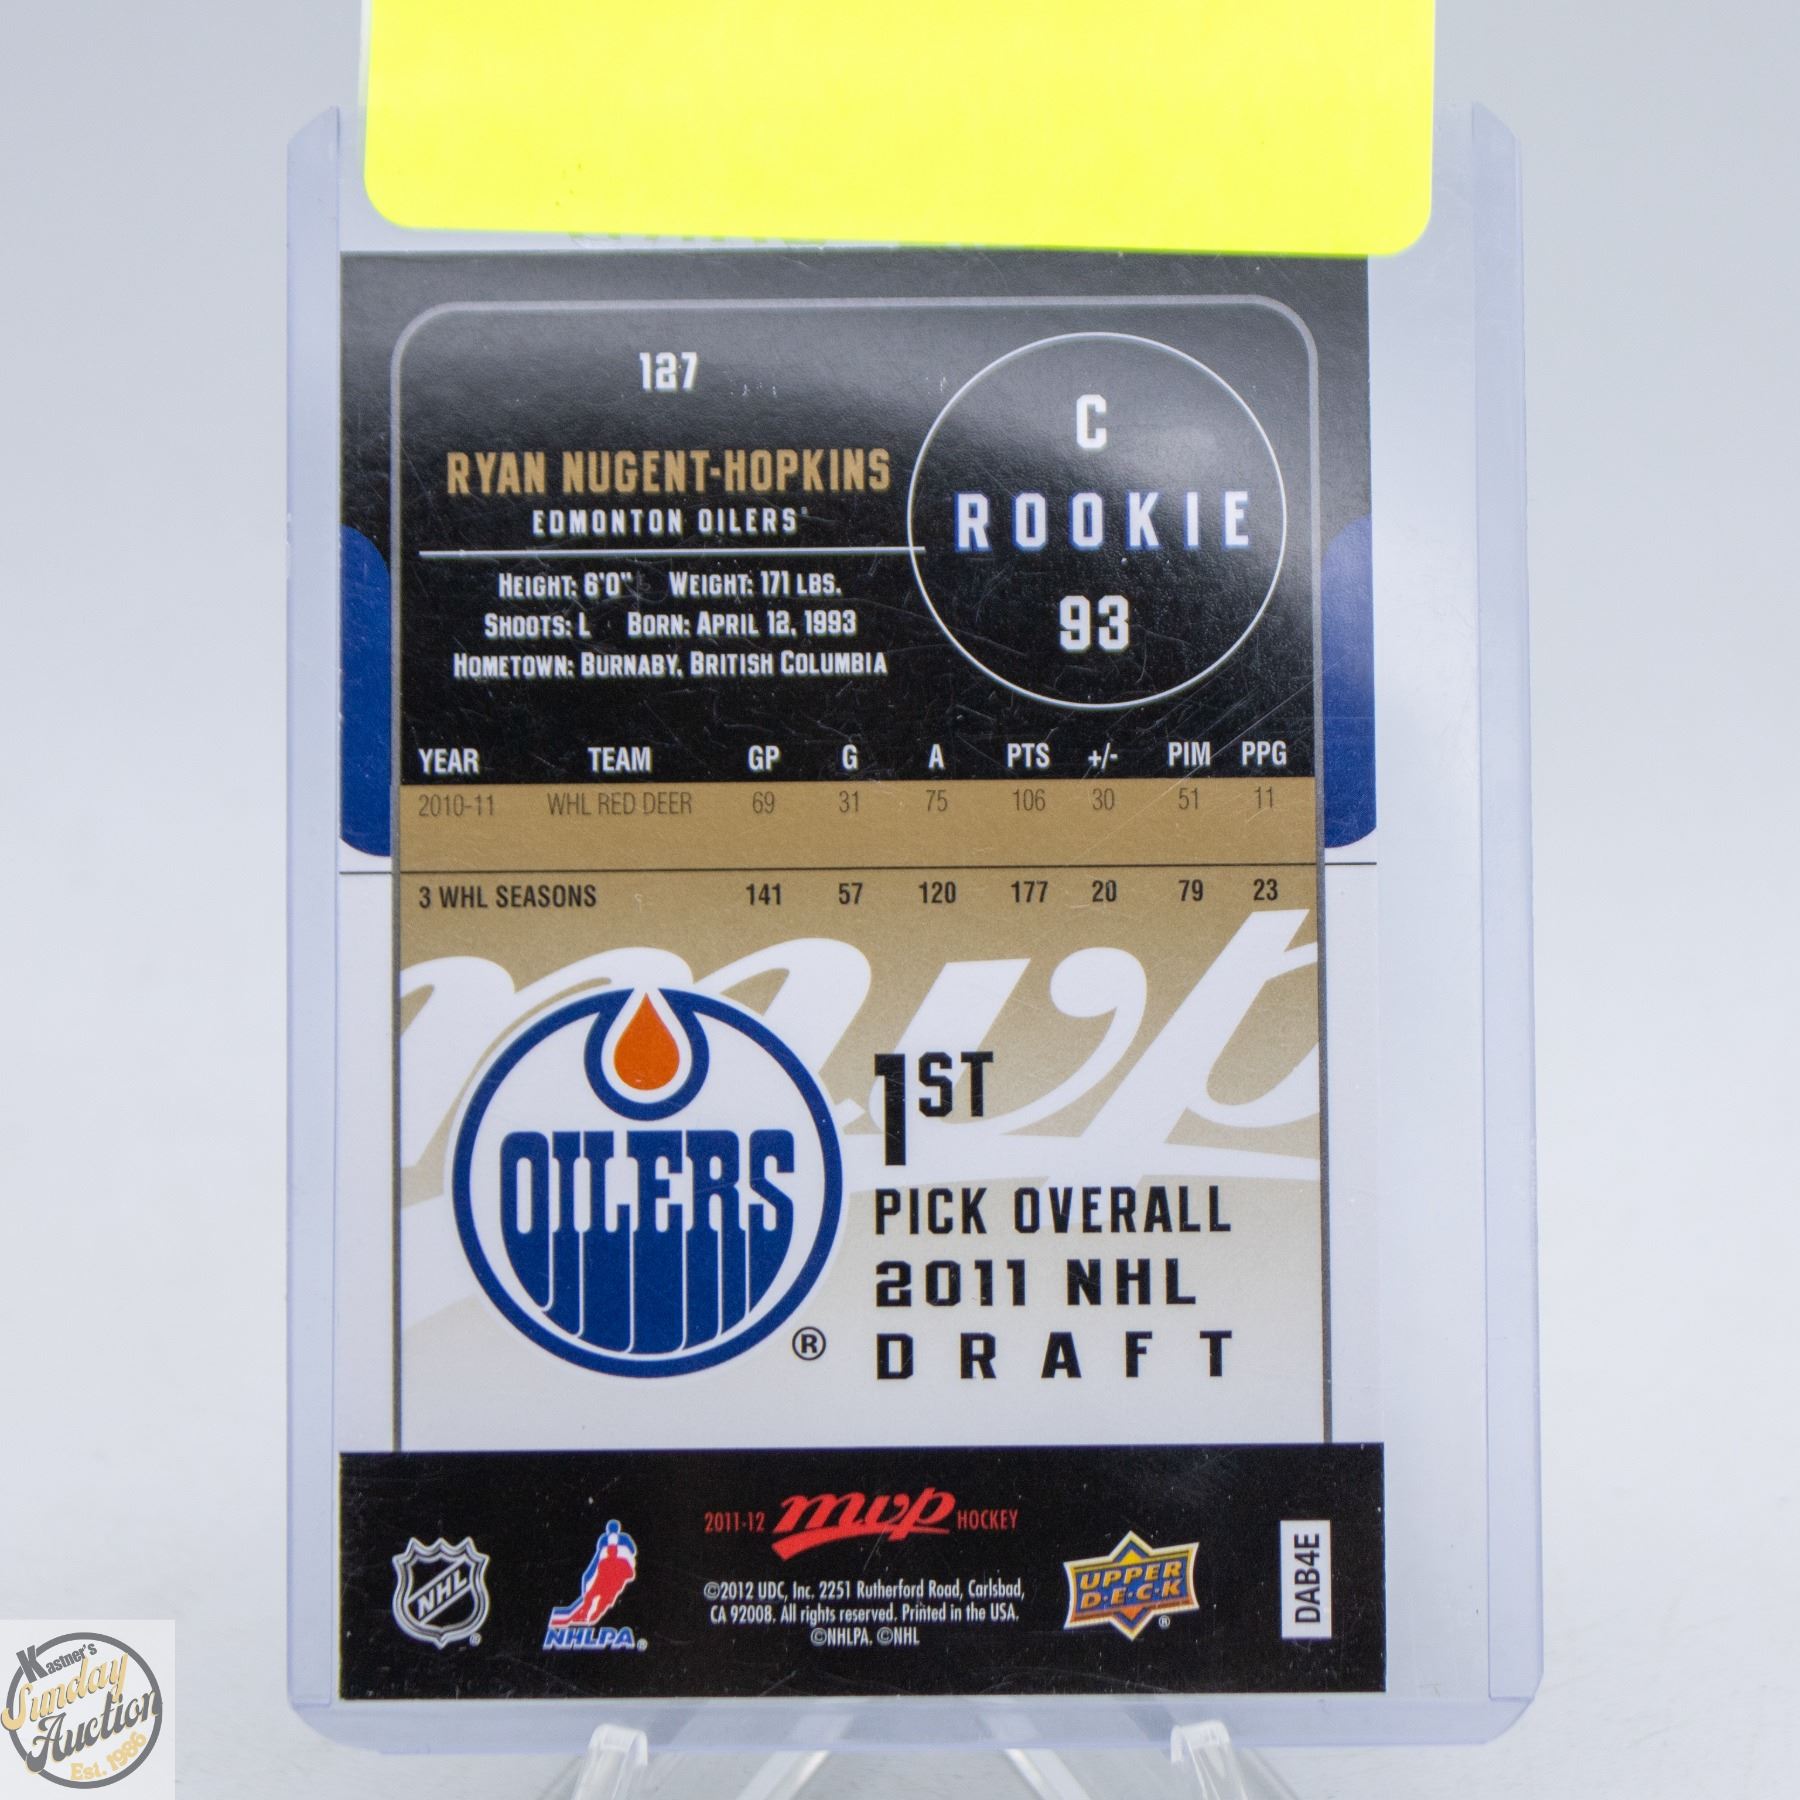 127
C
ROOKIE
93
RYAN NUGENT-HOPKINS
EDMONTON OILERS®
HEIGHT: 6'0" WEIGHT: 171 LBS.
SHOOTS: L BORN: APRIL 12, 1993
HOMETOWN: BURNABY, BRITISH COLUMBIA
YEAR TEAM GP G A PTS +/- PIM PPG
2010-11 WHL RED DEER 69 31 75 106 30 51 11
3 WHL SEASONS 141 57 120 177 20 79 23
mvp
OILERS
®
1ST
PICK OVERALL
2011 NHL
DRAFT
2011-12 mvp HOCKEY
©2012 UDC, Inc. 2251 Rutherford Road, Carlsbad,
CA 92008. All rights reserved. Printed in the USA.
©NHLPA. ©NHL
NHL®
NHLPA®
UPPER
D·E·C·K
®
DAB4E
Kastner's
Sunday
Auction
Est. 1986